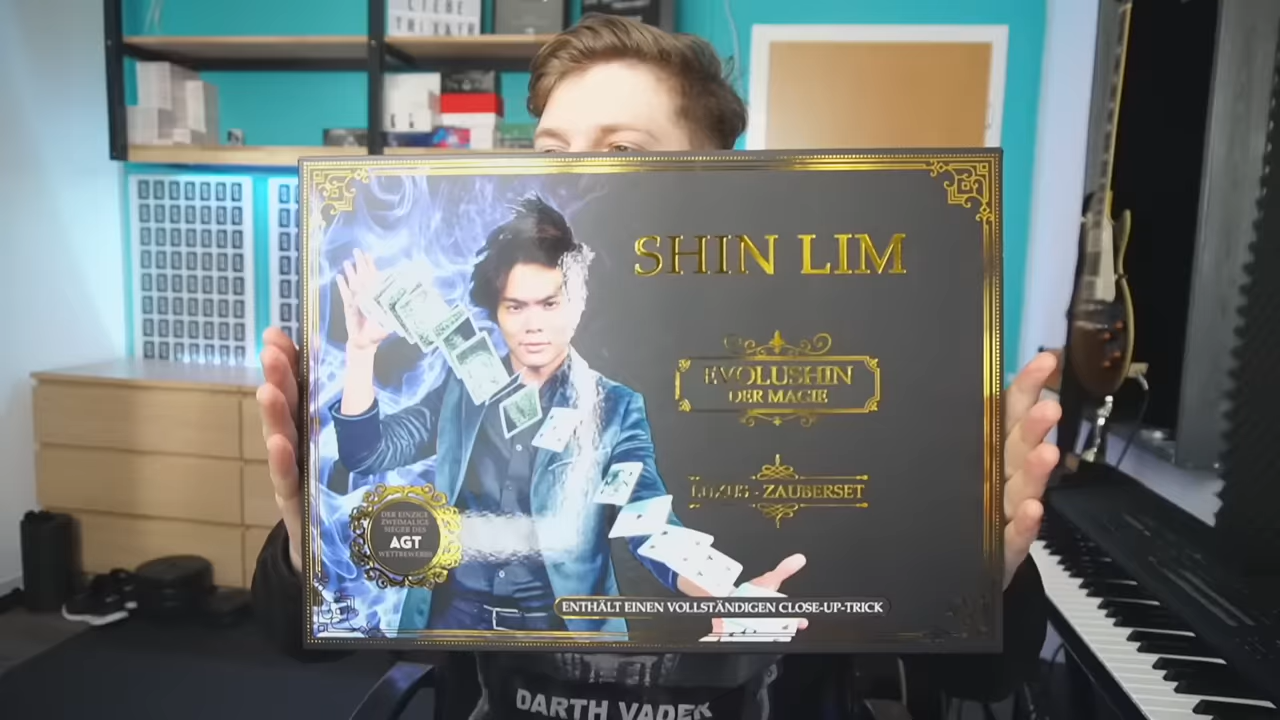 SHIN LIM
EVOLUSHIN
DER MAGIE
LUXUS - ZAUBERSET
DER EINZIGE
ZWEIMALIGE
SIEGER DES
AGT
WETTBEWERBS
ENTHÄLT EINEN VOLLSTÄNDIGEN CLOSE-UP-TRICK
DARTH VADER